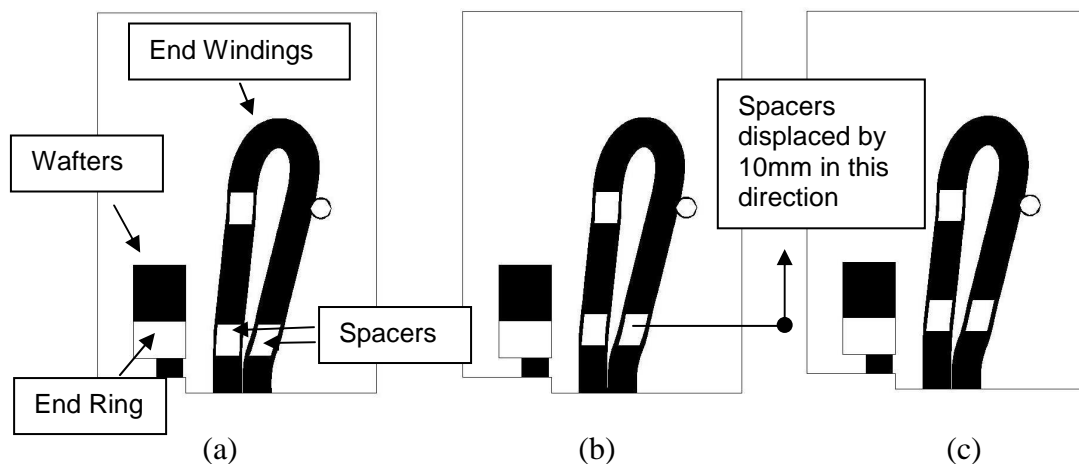 End Windings
Wafters
Spacers
End Ring
Spacers
displaced by
10mm in this
direction
(a)
(b)
(c)